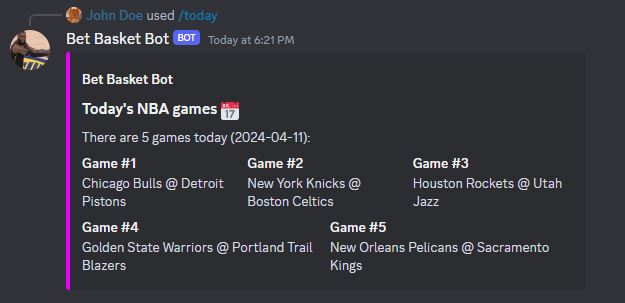 John Doe used /today
Bet Basket Bot BOT Today at 6:21 PM
Bet Basket Bot
Today's NBA games
JUL
17
There are 5 games today (2024-04-11):
Game #1
Chicago Bulls @ Detroit
Pistons
Game #2
New York Knicks @
Boston Celtics
Game #3
Houston Rockets @ Utah
Jazz
Game #4
Golden State Warriors @ Portland Trail
Blazers
Game #5
New Orleans Pelicans @ Sacramento
Kings